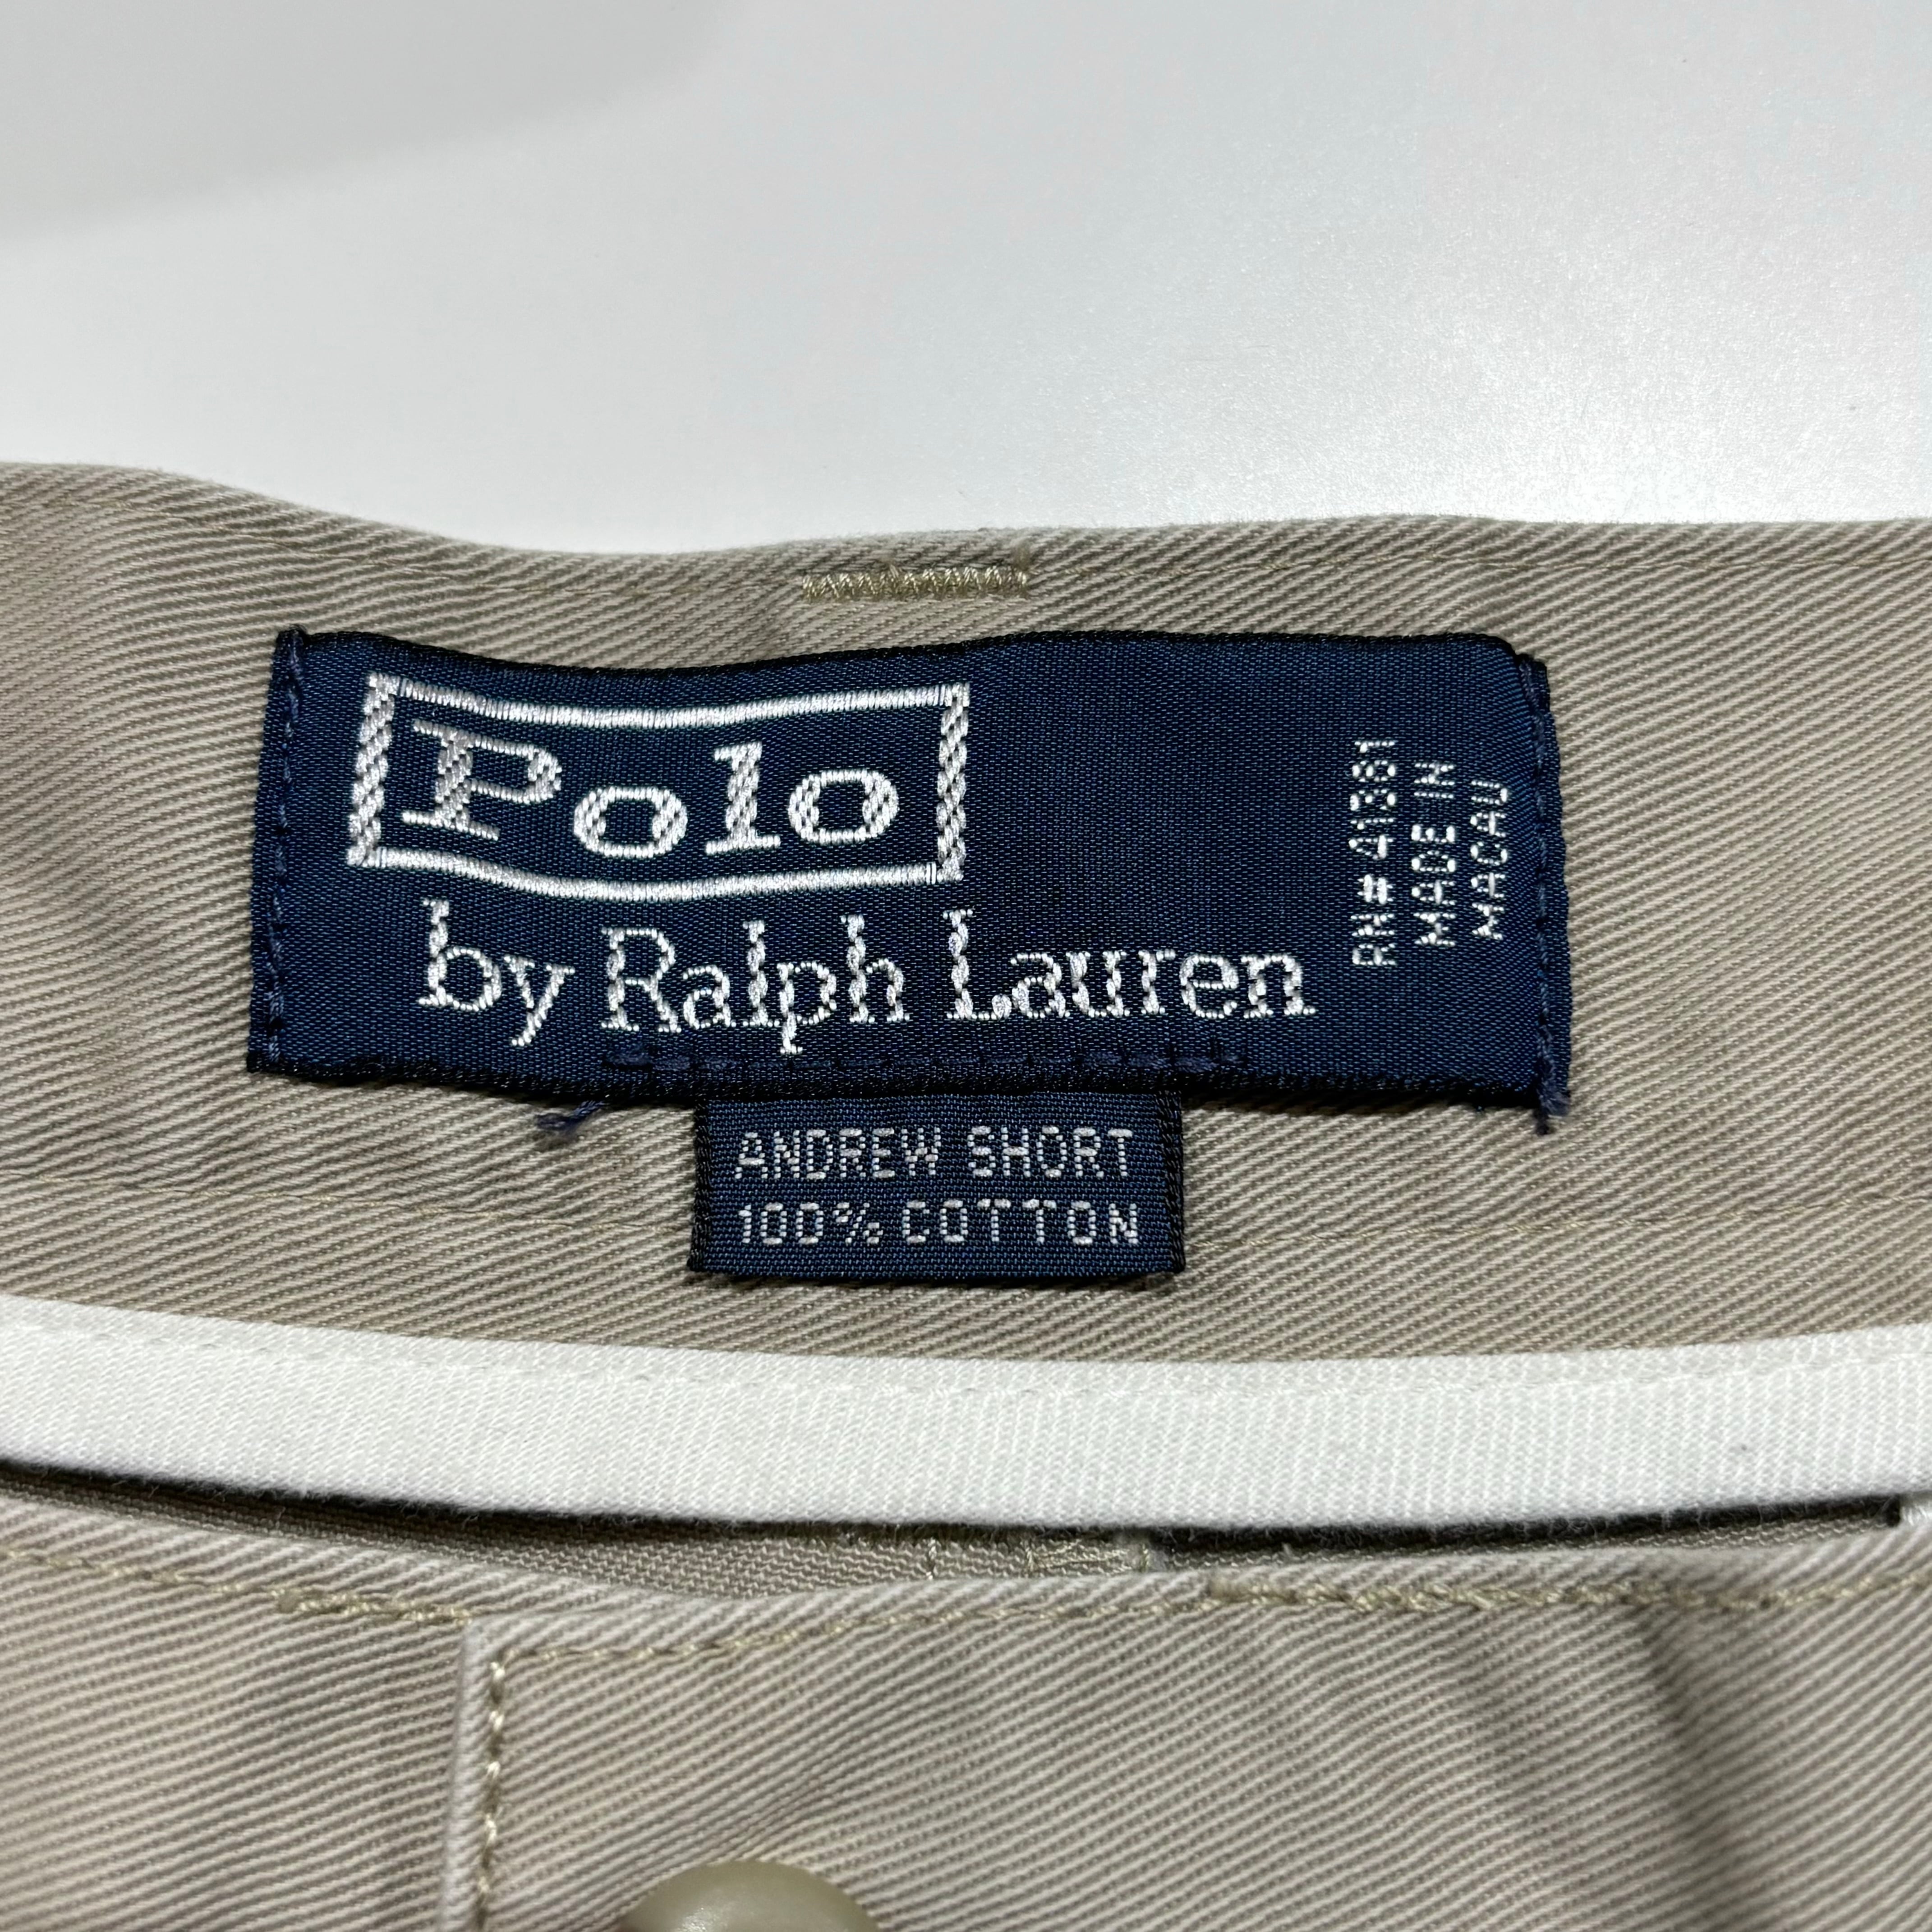 Polo
by Ralph Lauren
RN# 41381
MADE IN
MACAU
ANDREW SHORT
100% COTTON